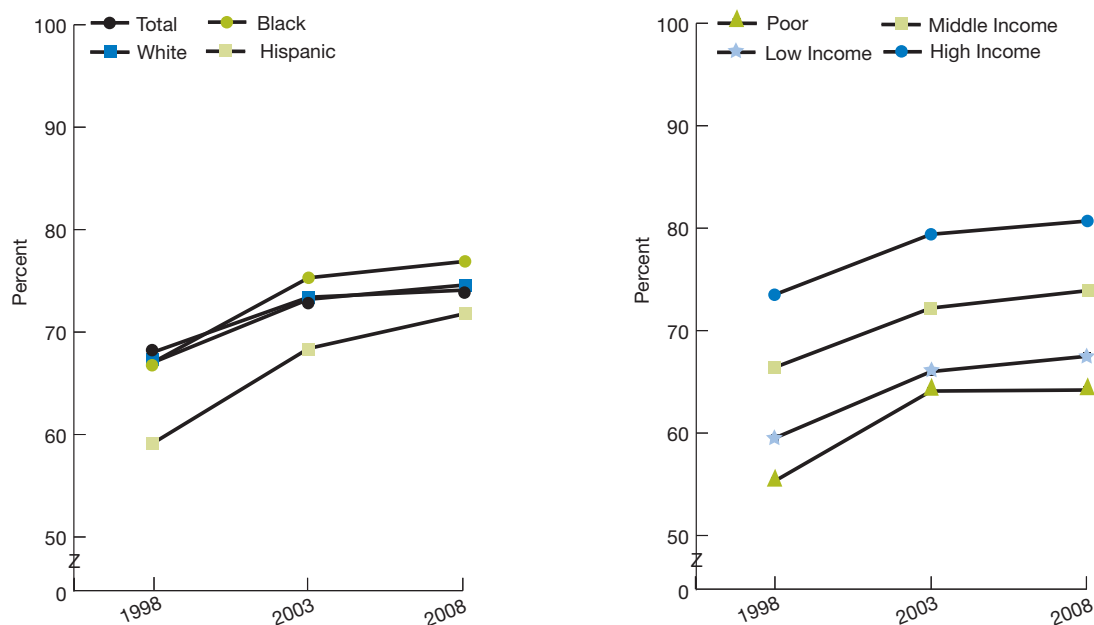 Total
Black
White
Hispanic
Percent
100
90
80
70
60
50
Z
0
1998
2003
2008
Poor
Middle Income
Low Income
High Income
Percent
100
90
80
70
60
50
Z
0
1998
2003
2008